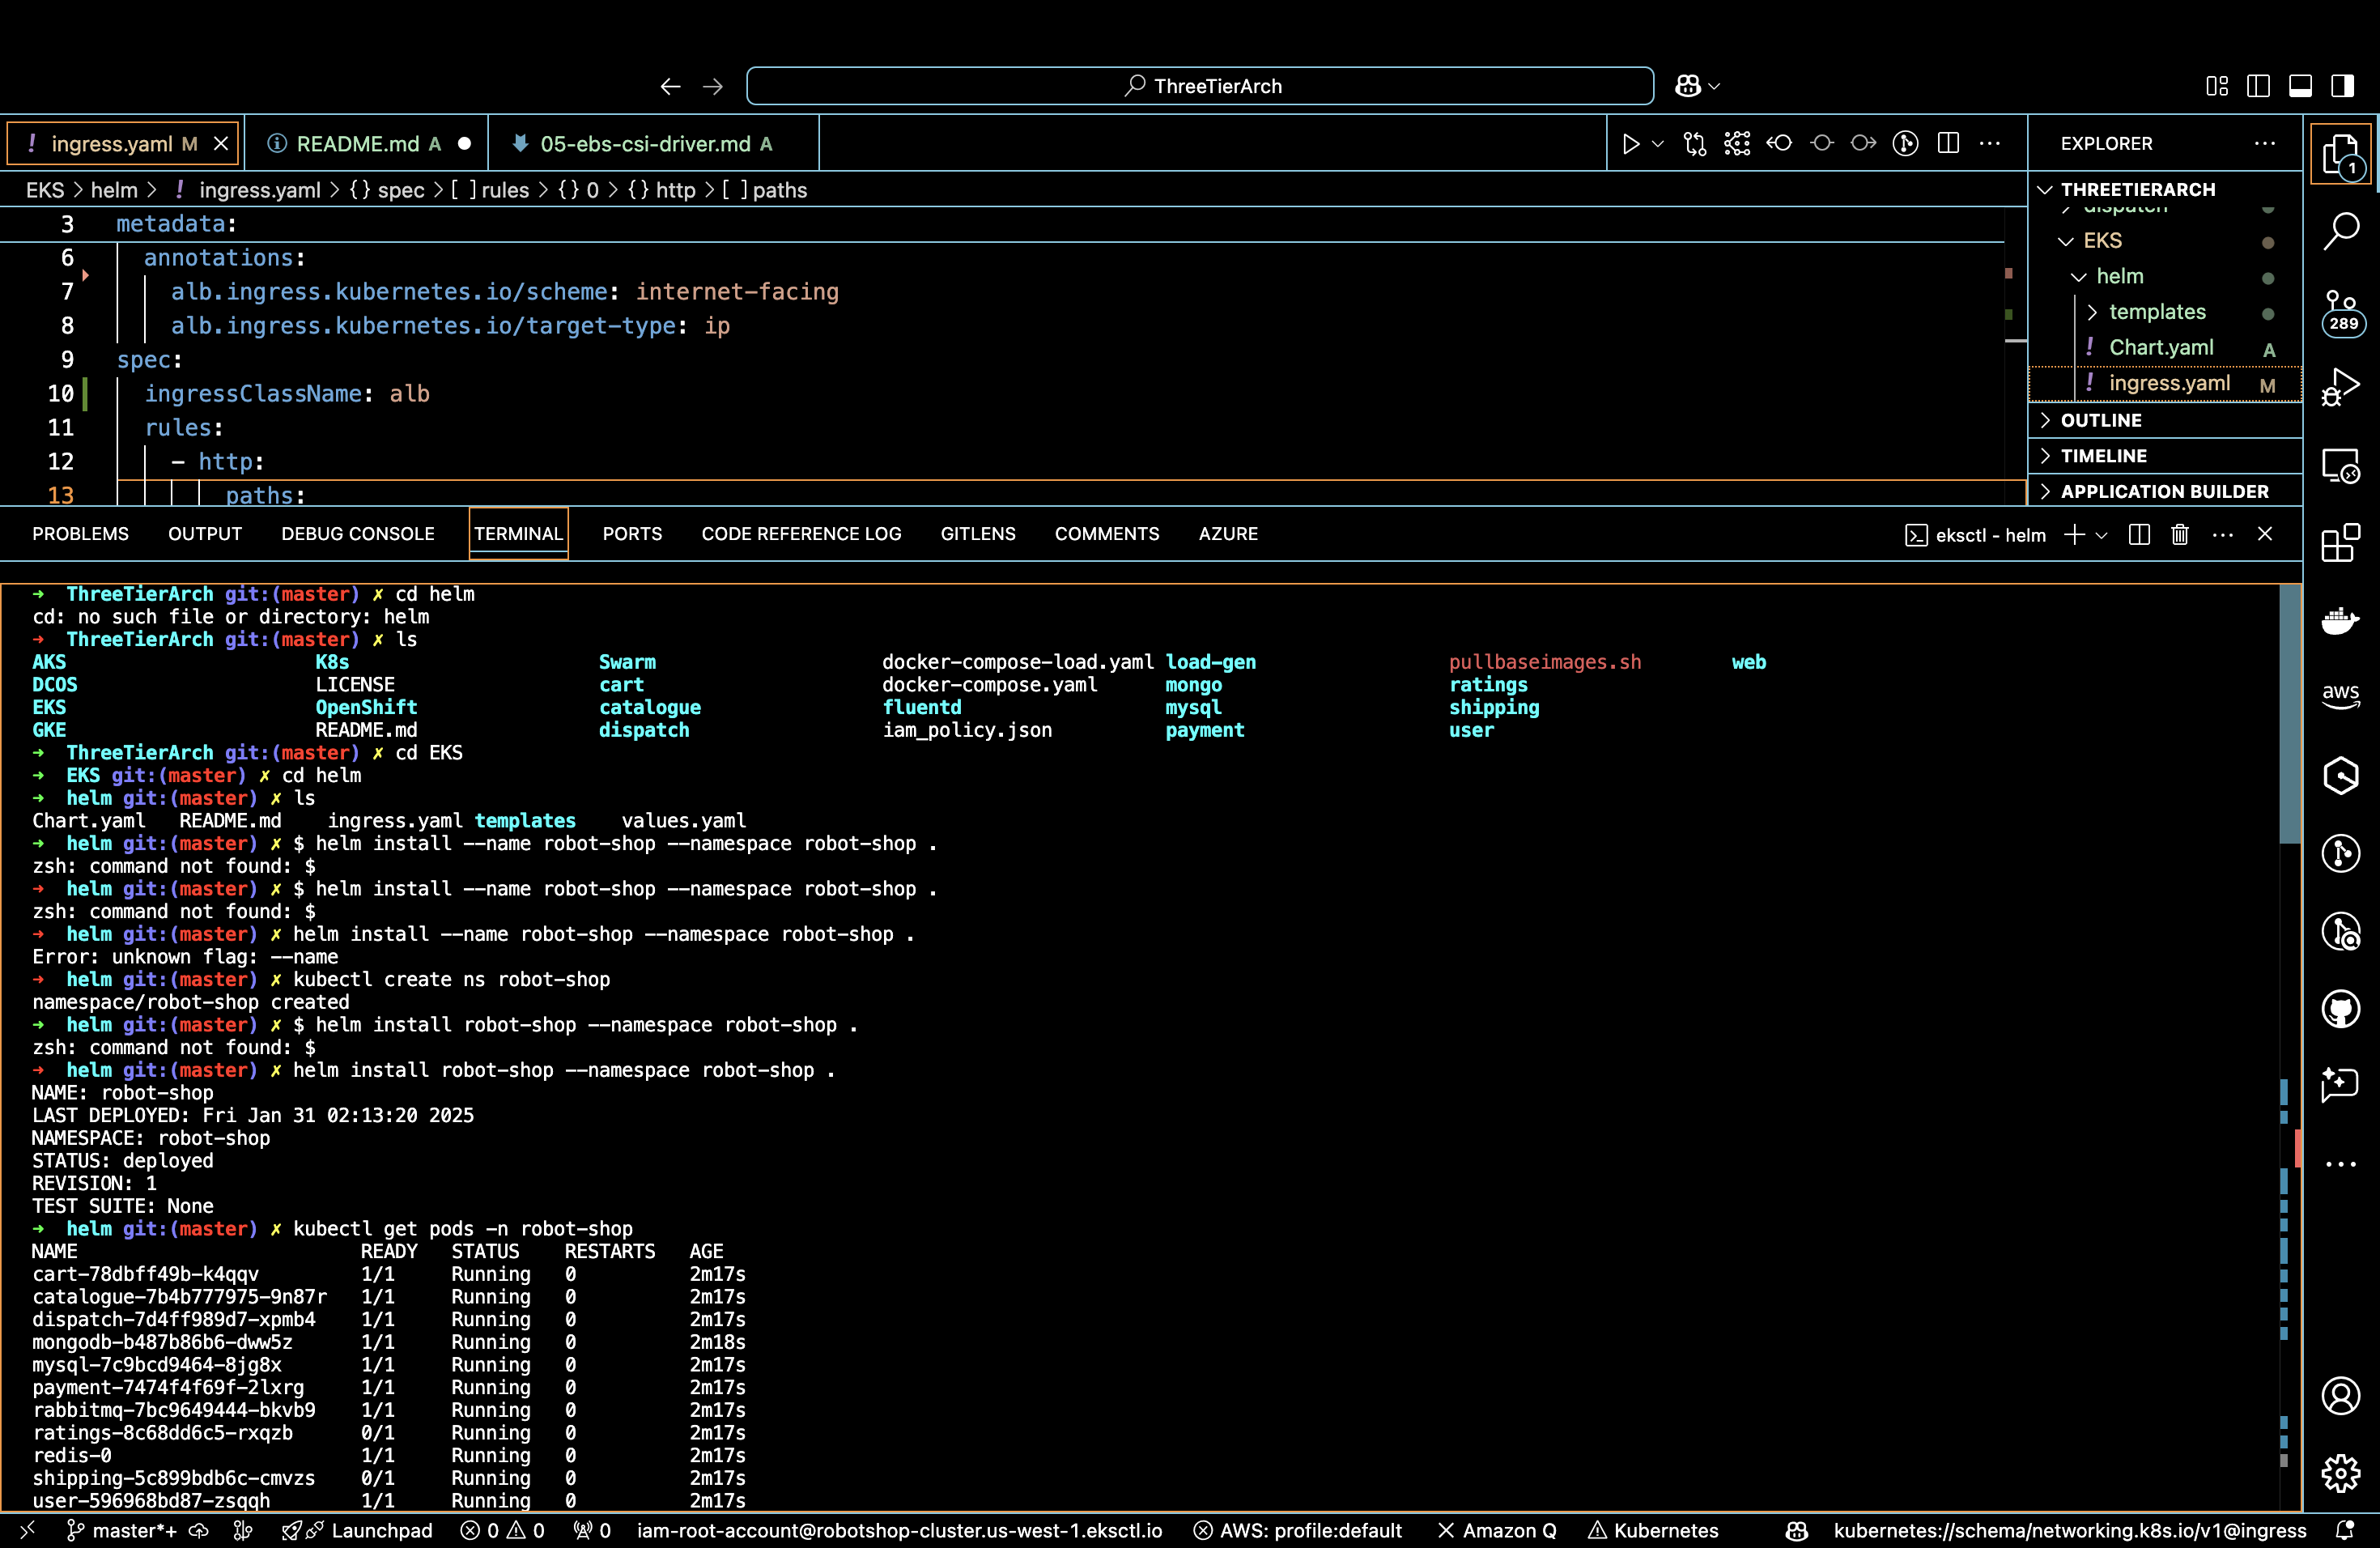 ThreeTierArch
! ingress.yaml M
README.md A
05-ebs-csi-driver.md A
EXPLORER
1
EKS > helm > ! ingress.yaml > {} spec > [ ] rules > {} 0 > {} http > [ ] paths
THREETIERARCH
dispatch
3 metadata:
6 annotations:
7 alb.ingress.kubernetes.io/scheme: internet-facing
8 alb.ingress.kubernetes.io/target-type: ip
9 spec:
10 ingressClassName: alb
11 rules:
12 - http:
13 paths:
EKS
helm
templates
! Chart.yaml A
! ingress.yaml M
OUTLINE
TIMELINE
APPLICATION BUILDER
289
aws
PROBLEMS OUTPUT DEBUG CONSOLE TERMINAL PORTS CODE REFERENCE LOG GITLENS COMMENTS AZURE
eksctl - helm
➜ ThreeTierArch git:(master) ✗ cd helm
cd: no such file or directory: helm
➜ ThreeTierArch git:(master) ✗ ls
AKS K8s Swarm docker-compose-load.yaml load-gen pullbaseimages.sh web
DCOS LICENSE cart docker-compose.yaml mongo ratings
EKS OpenShift catalogue fluentd mysql shipping
GKE README.md dispatch iam_policy.json payment user
➜ ThreeTierArch git:(master) ✗ cd EKS
➜ EKS git:(master) ✗ cd helm
➜ helm git:(master) ✗ ls
Chart.yaml README.md ingress.yaml templates values.yaml
➜ helm git:(master) ✗ $ helm install --name robot-shop --namespace robot-shop .
zsh: command not found: $
➜ helm git:(master) ✗ $ helm install --name robot-shop --namespace robot-shop .
zsh: command not found: $
➜ helm git:(master) ✗ helm install --name robot-shop --namespace robot-shop .
Error: unknown flag: --name
➜ helm git:(master) ✗ kubectl create ns robot-shop
namespace/robot-shop created
➜ helm git:(master) ✗ $ helm install robot-shop --namespace robot-shop .
zsh: command not found: $
➜ helm git:(master) ✗ helm install robot-shop --namespace robot-shop .
NAME: robot-shop
LAST DEPLOYED: Fri Jan 31 02:13:20 2025
NAMESPACE: robot-shop
STATUS: deployed
REVISION: 1
TEST SUITE: None
➜ helm git:(master) ✗ kubectl get pods -n robot-shop
NAME READY STATUS RESTARTS AGE
cart-78dbff49b-k4qqv 1/1 Running 0 2m17s
catalogue-7b4b777975-9n87r 1/1 Running 0 2m17s
dispatch-7d4ff989d7-xpmb4 1/1 Running 0 2m17s
mongodb-b487b86b6-dww5z 1/1 Running 0 2m18s
mysql-7c9bcd9464-8jg8x 1/1 Running 0 2m17s
payment-7474f4f69f-2lxrg 1/1 Running 0 2m17s
rabbitmq-7bc9649444-bkvb9 1/1 Running 0 2m17s
ratings-8c68dd6c5-rxqzb 0/1 Running 0 2m17s
redis-0 1/1 Running 0 2m17s
shipping-5c899bdb6c-cmvzs 0/1 Running 0 2m17s
user-596968bd87-zsqqh 1/1 Running 0 2m17s
master*+ Launchpad 0 0 0 iam-root-account@robotshop-cluster.us-west-1.eksctl.io AWS: profile:default Amazon Q Kubernetes kubernetes://schema/networking.k8s.io/v1@ingress